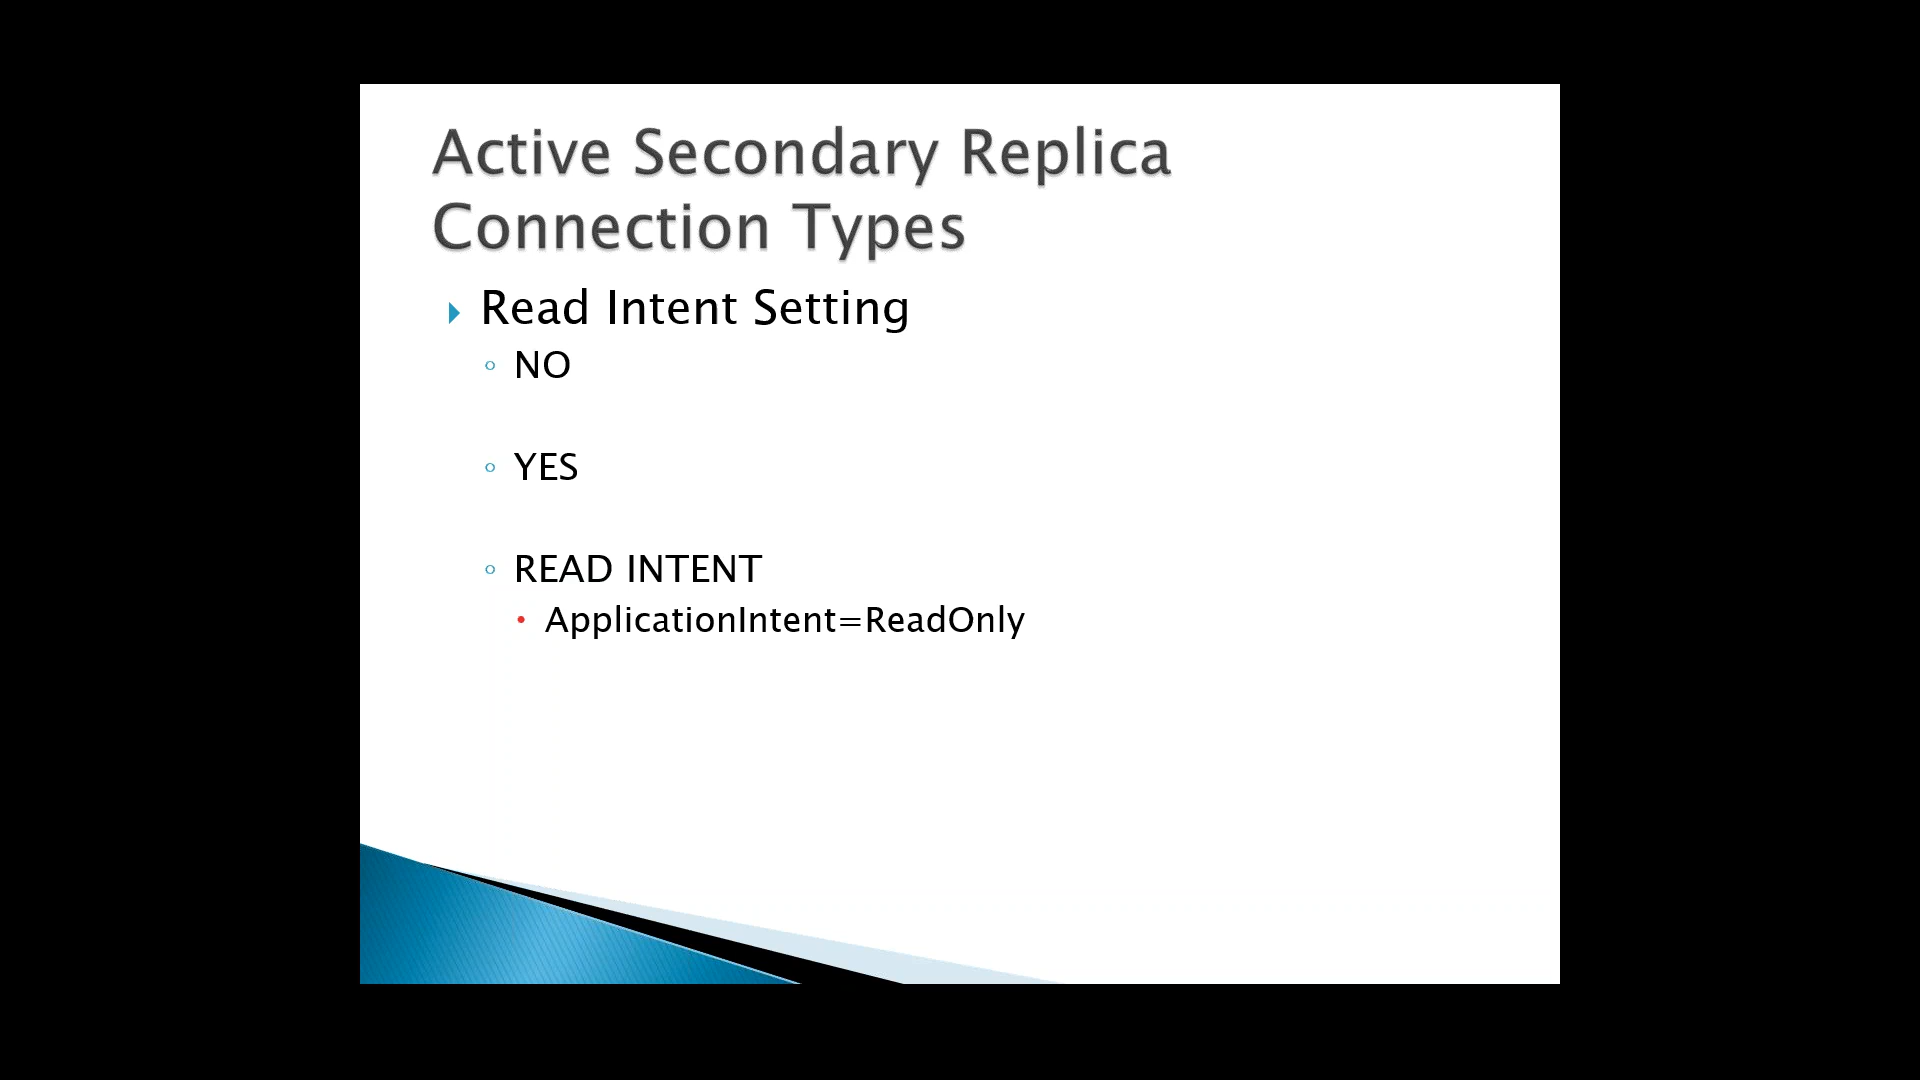 Active Secondary Replica
Connection Types
Read Intent Setting
NO
YES
READ INTENT
ApplicationIntent=ReadOnly